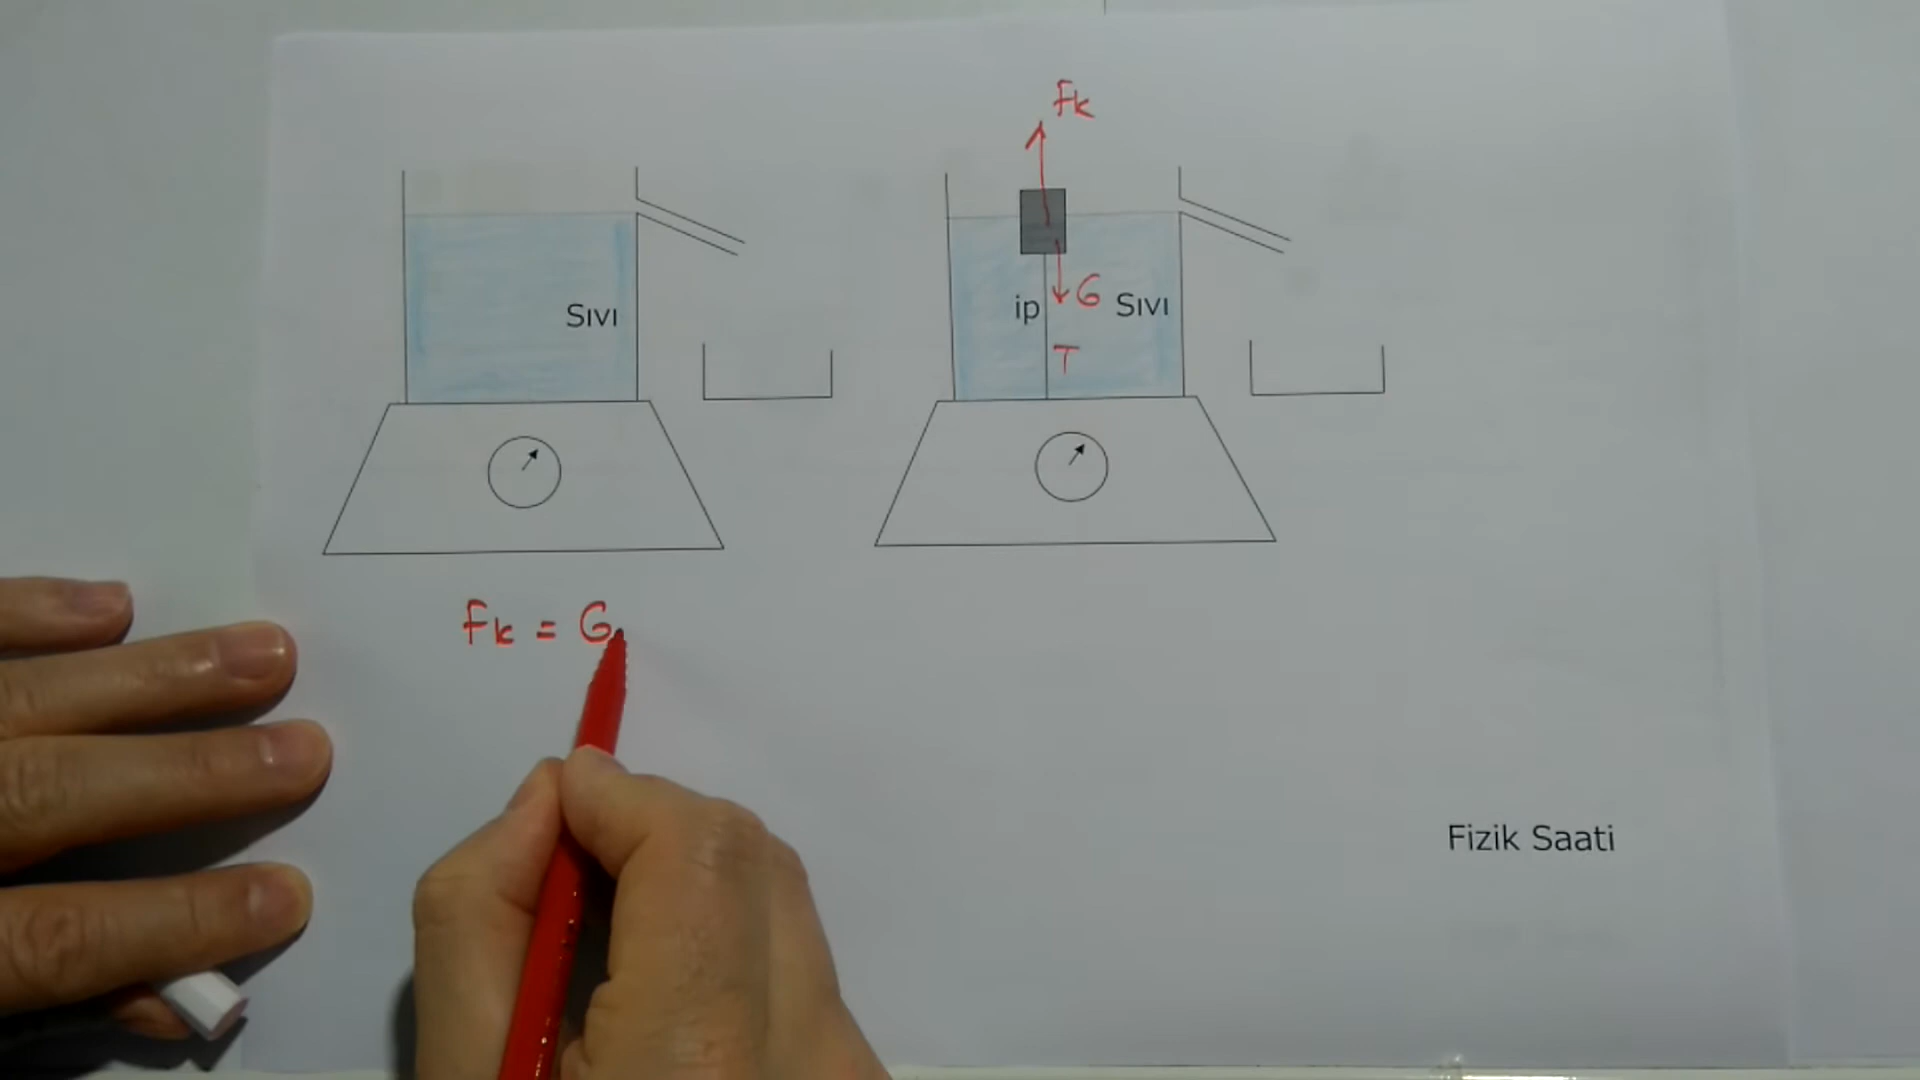 Fk
Sıvı
ip
G
Sıvı
T
Fk = G
Fizik Saati